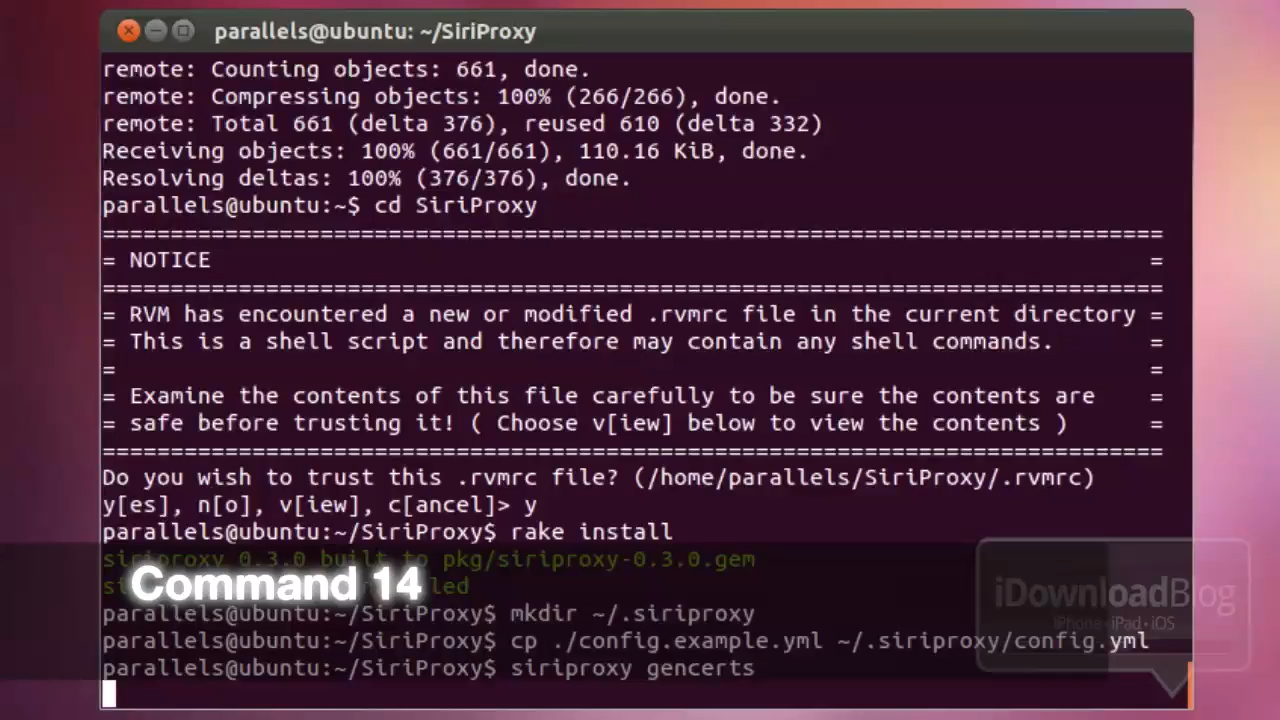 parallels@ubuntu: ~/SiriProxy
remote: Counting objects: 661, done.
remote: Compressing objects: 100% (266/266), done.
remote: Total 661 (delta 376), reused 610 (delta 332)
Receiving objects: 100% (661/661), 110.16 KiB, done.
Resolving deltas: 100% (376/376), done.
parallels@ubuntu:~$ cd SiriProxy
==============================================================================
= NOTICE =
==============================================================================
= RVM has encountered a new or modified .rvmrc file in the current directory =
= This is a shell script and therefore may contain any shell commands. =
= =
= Examine the contents of this file carefully to be sure the contents are =
= safe before trusting it! ( Choose v[iew] below to view the contents ) =
==============================================================================
Do you wish to trust this .rvmrc file? (/home/parallels/SiriProxy/.rvmrc)
y[es], n[o], v[iew], c[ancel]> y
parallels@ubuntu:~/SiriProxy$ rake install
siriproxy 0.3.0 built to pkg/siriproxy-0.3.0.gem
Command 14
parallels@ubuntu:~/SiriProxy$ mkdir ~/.siriproxy
parallels@ubuntu:~/SiriProxy$ cp ./config.example.yml ~/.siriproxy/config.yml
parallels@ubuntu:~/SiriProxy$ siriproxy gencerts
iDownloadBlog
iPhone • iPad • iOS